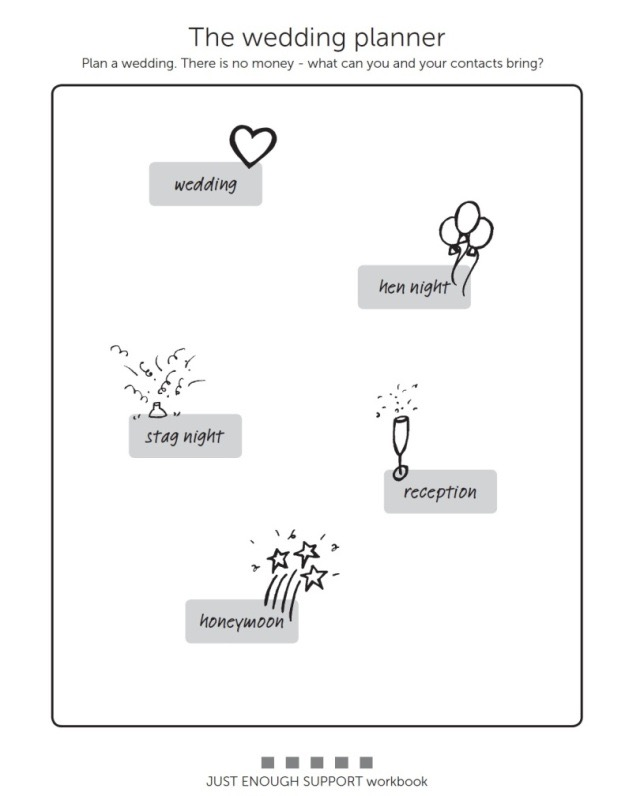 The wedding planner
Plan a wedding. There is no money - what can you and your contacts bring?
wedding
hen night
stag night
reception
honeymoon
JUST ENOUGH SUPPORT workbook